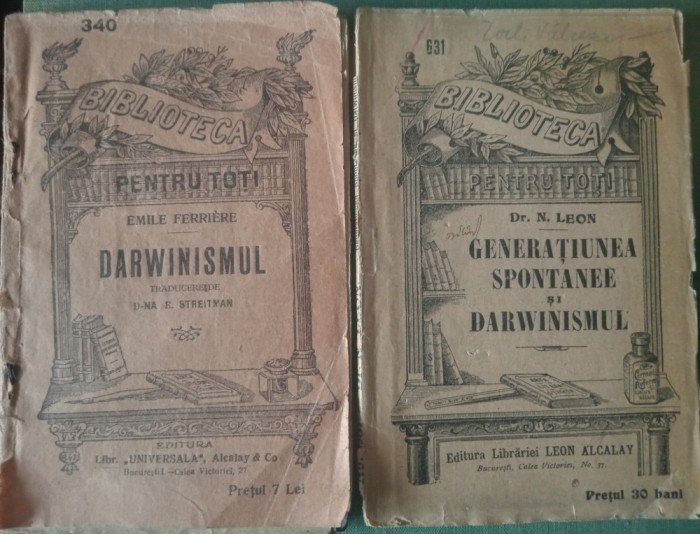 340
BIBLIOTECA
PENTRU TOȚI
EMILE FERRIÈRE
DARWINISMUL
TRADUCERE DE
D-NA F. STREITMAN
EDITURA
Libr. „UNIVERSALA”, Alcalay & Co
București.—Calea Victoriei, 27
Prețul 7 Lei
631
BIBLIOTECA
PENTRU TOȚI
Dr. N. LEON
GENERAȚIUNEA
SPONTANEE
ȘI
DARWINISMUL
Editura Librăriei LEON ALCALAY
București, Calea Victoriei, No. 37.
Prețul 30 bani